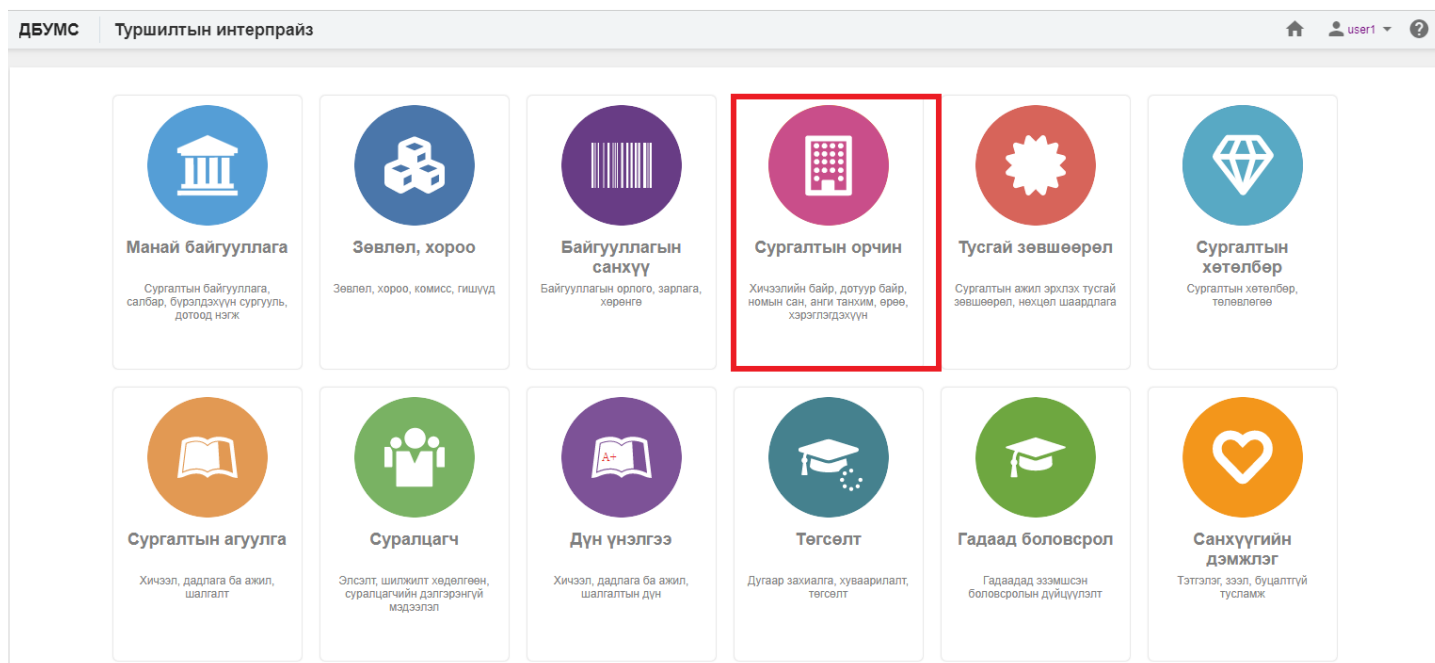 ДБУМС Туршилтын интерпрайз user1
Манай байгууллага
Сургалтын байгууллага,
салбар, бүрэлдэхүүн сургууль,
дотоод нэгж
Зөвлөл, хороо
Зөвлөл, хороо, комисс, гишүүд
Байгууллагын
санхүү
Байгууллагын орлого, зарлага,
хөрөнгө
Сургалтын орчин
Хичээлийн байр, дотуур байр,
номын сан, анги танхим, өрөө,
хэрэглэгдэхүүн
Тусгай зөвшөөрөл
Сургалтын ажил эрхлэх тусгай
зөвшөөрөл, нөхцөл шаардлага
Сургалтын
хөтөлбөр
Сургалтын хөтөлбөр,
төлөвлөгөө
Сургалтын агуулга
Хичээл, дадлага ба ажил,
шалгалт
Суралцагч
Элсэлт, шилжилт хөдөлгөөн,
суралцагчийн дэлгэрэнгүй
мэдээлэл
A+
Дүн үнэлгээ
Хичээл, дадлага ба ажил,
шалгалтын дүн
Төгсөлт
Дугаар захиалга, хуваарилалт,
төгсөлт
Гадаад боловсрол
Гадаадад эзэмшсэн
боловсролын дүйцүүлэлт
Санхүүгийн
дэмжлэг
Тэтгэлэг, зээл, буцалтгүй
тусламж